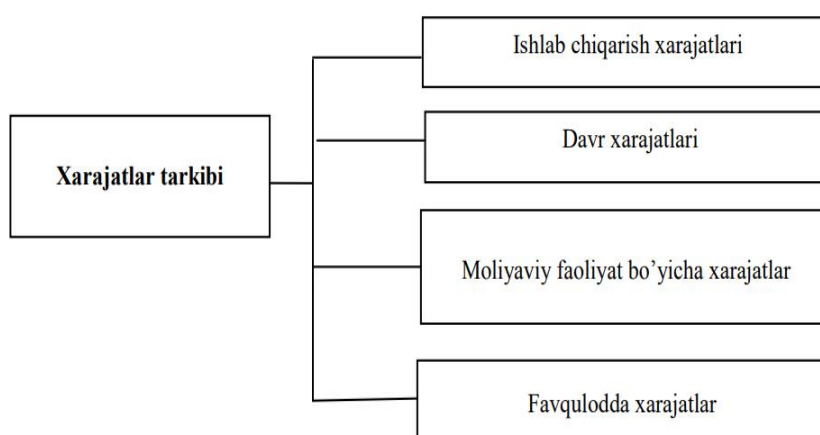 Xarajatlar tarkibi
Ishlab chiqarish xarajatlari
Davr xarajatlari
Moliyaviy faoliyat bo’yicha xarajatlar
Favqulodda xarajatlar